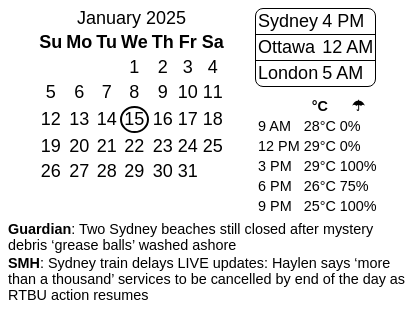 January 2025
Su Mo Tu We Th Fr Sa
1 2 3 4
5 6 7 8 9 10 11
12 13 14 15 16 17 18
19 20 21 22 23 24 25
26 27 28 29 30 31
Sydney 4 PM
Ottawa 12 AM
London 5 AM
°C ☂
9 AM 28°C 0%
12 PM 29°C 0%
3 PM 29°C 100%
6 PM 26°C 75%
9 PM 25°C 100%
Guardian: Two Sydney beaches still closed after mystery
debris ‘grease balls’ washed ashore
SMH: Sydney train delays LIVE updates: Haylen says ‘more
than a thousand’ services to be cancelled by end of the day as
RTBU action resumes